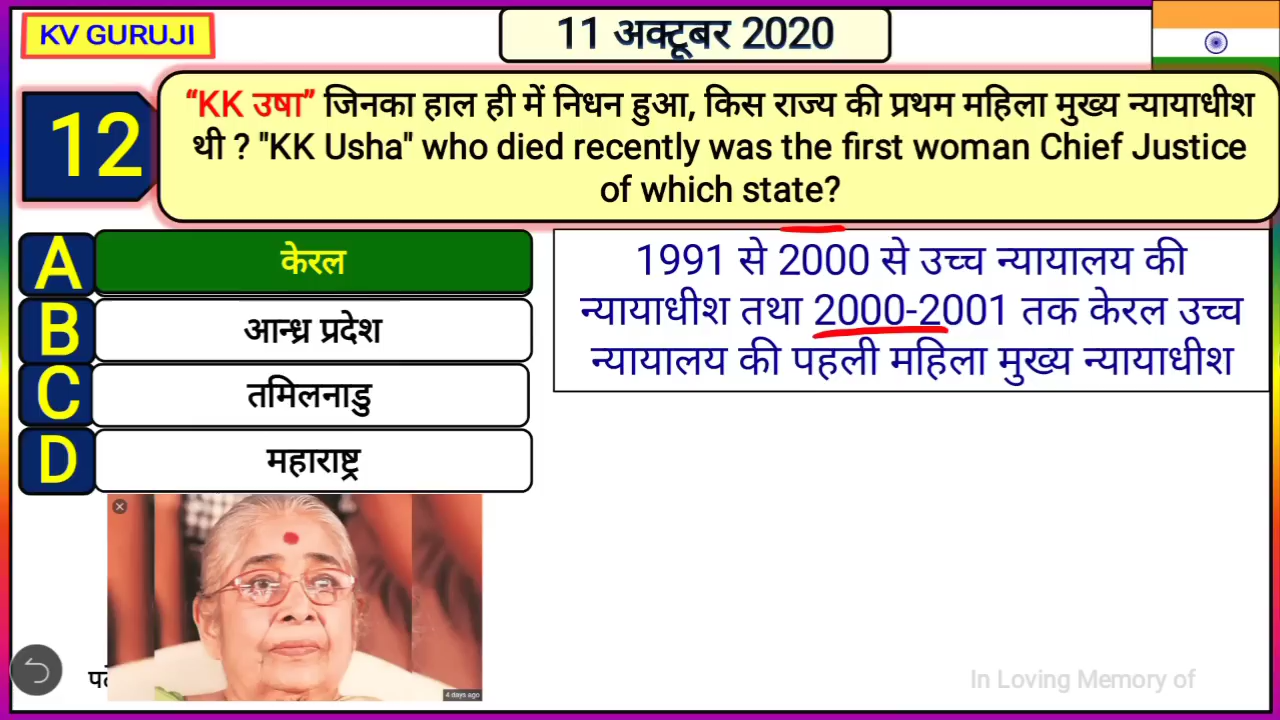 KV GURUJI
11 अक्टूबर 2020
12
“KK उषा” जिनका हाल ही में निधन हुआ, किस राज्य की प्रथम महिला मुख्य न्यायाधीश
थी ? "KK Usha" who died recently was the first woman Chief Justice
of which state?
A केरल
B आन्ध्र प्रदेश
C तमिलनाडु
D महाराष्ट्र
1991 से 2000 से उच्च न्यायालय की
न्यायाधीश तथा 2000-2001 तक केरल उच्च
न्यायालय की पहली महिला मुख्य न्यायाधीश
4 days ago
In Loving Memory of